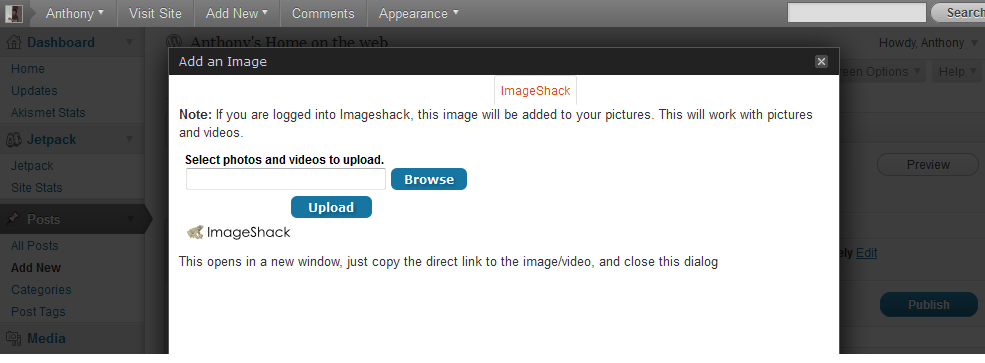 Anthony Visit Site Add New Comments Appearance Search
Dashboard
Anthony's Home on the web
Howdy, Anthony
Add an Image
Home
Updates
Akismet Stats
Screen Options Help
ImageShack
Note: If you are logged into Imageshack, this image will be added to your pictures. This will work with pictures
and videos.
Jetpack
Jetpack
Site Stats
Select photos and videos to upload.
Browse
Preview
Upload
Posts
ImageShack
All Posts
Add New
Categories
Post Tags
ely Edit
This opens in a new window, just copy the direct link to the image/video, and close this dialog
Publish
Media